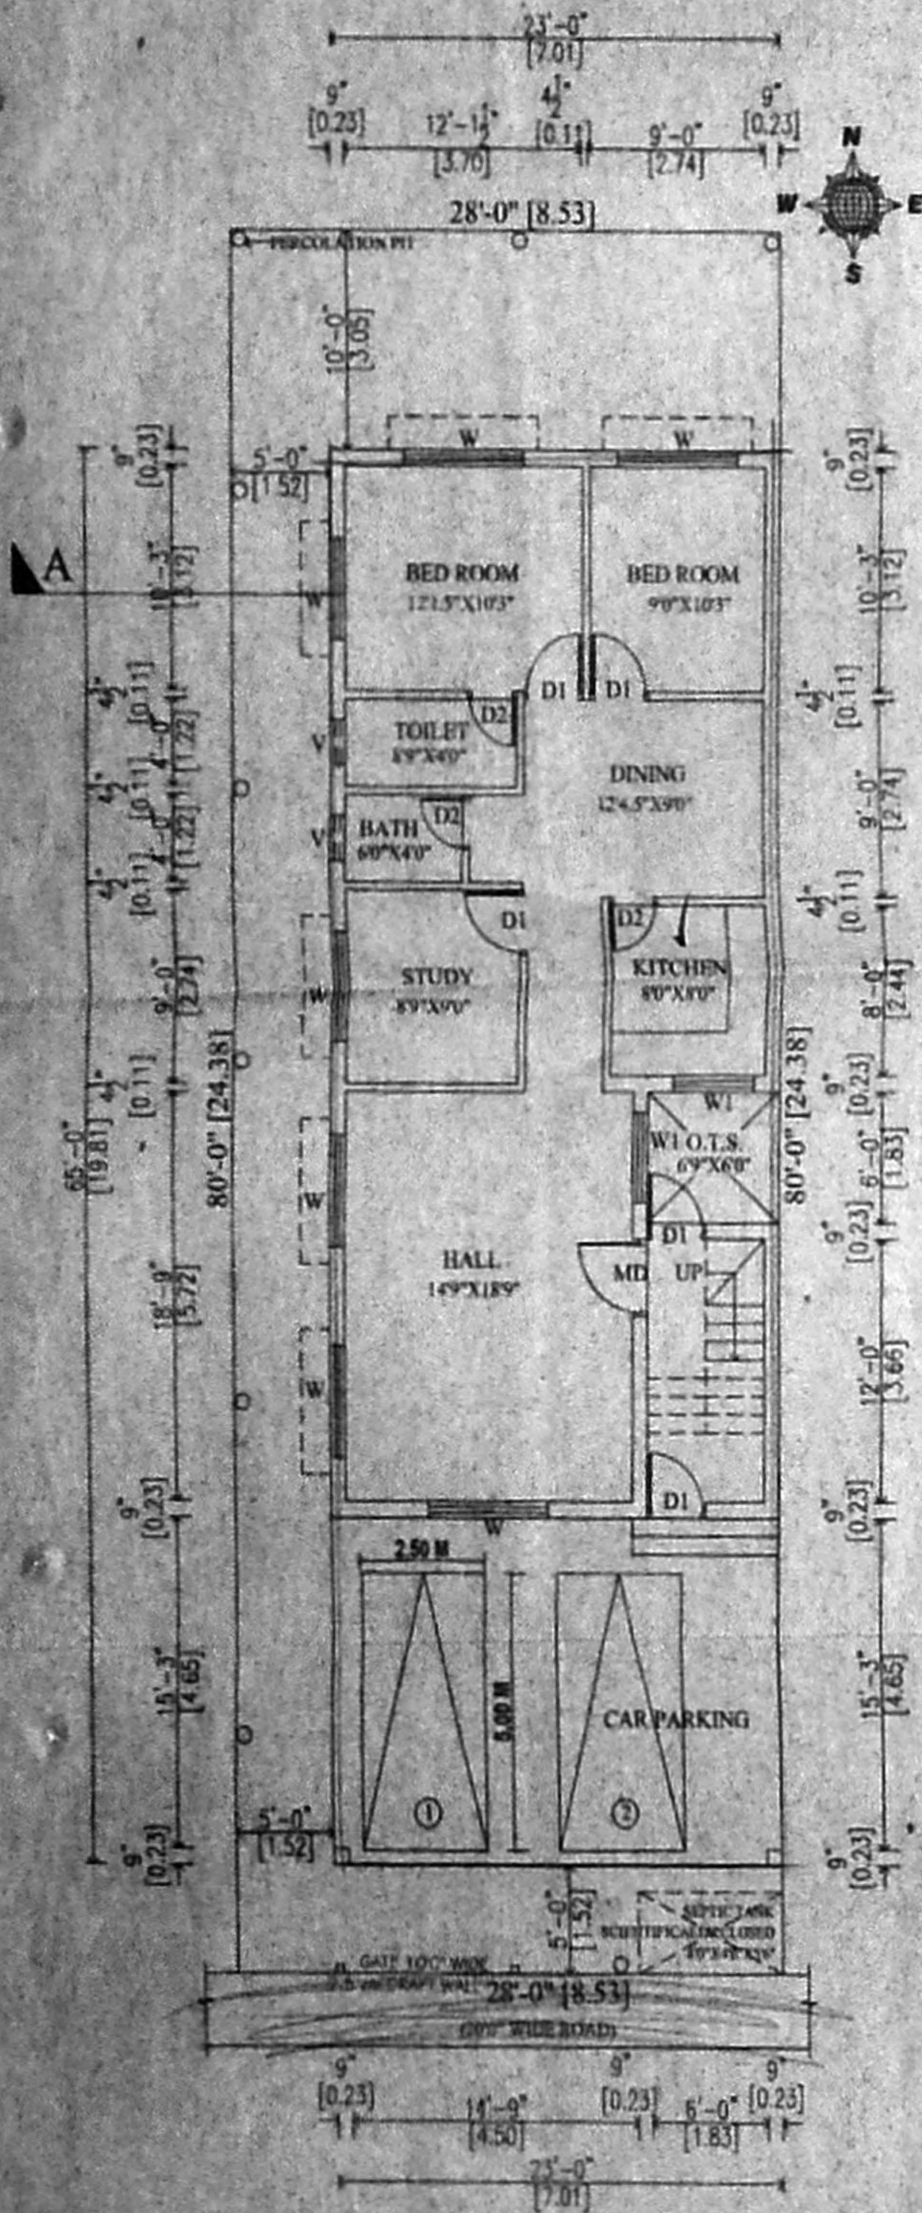 23'-0"
[7.01]
9"
[0.23]
12'-1½"
[3.70]
4½"
[0.11]
9'-0"
[2.74]
9"
[0.23]
N
W E
S
28'-0" [8.53]
PERCOLATION PIT
10'-0"
[3.05]
9"
[0.23]
5'-0"
[1.52]
W
W
9"
[0.23]
A
10'-3"
[3.12]
W
BED ROOM
12'1.5"X10'3"
BED ROOM
9'0"X10'3"
10'-3"
[3.12]
D1
D1
4½"
[0.11]
4'-0"
[1.22]
V
TOILET
8'9"X4'0"
D2
4½"
[0.11]
DINING
12'4.5"X9'0"
9'-0"
[2.74]
4½"
[0.11]
4'-0"
[1.22]
V
BATH
6'0"X4'0"
D2
4½"
[0.11]
D1
D2
4½"
[0.11]
9'-0"
[2.74]
W
STUDY
8'9"X9'0"
KITCHEN
8'0"X8'0"
8'-0"
[2.44]
4½"
[0.11]
80'-0" [24.38]
80'-0" [24.38]
65'-0"
[19.81]
9"
[0.23]
W1
W1 O.T.S.
6'9"X6'0"
6'-0"
[1.83]
W
D1
9"
[0.23]
HALL
14'9"X18'9"
MD
UP
18'-9"
[5.72]
W
12'-0"
[3.66]
9"
[0.23]
D1
9"
[0.23]
W
2.50 M
5.00 M
15'-3"
[4.65]
CAR PARKING
15'-3"
[4.65]
1
2
5'-0"
[1.52]
9"
[0.23]
9"
[0.23]
5'-0"
[1.52]
SEPTIC TANK
SCIENTIFICALLY CLOSED
GATE 10'0" WIDE
28'-0" [8.53]
WIDE ROAD)
9"
[0.23]
14'-9"
[4.50]
9"
[0.23]
6'-0"
[1.83]
9"
[0.23]
23'-0"
[7.01]